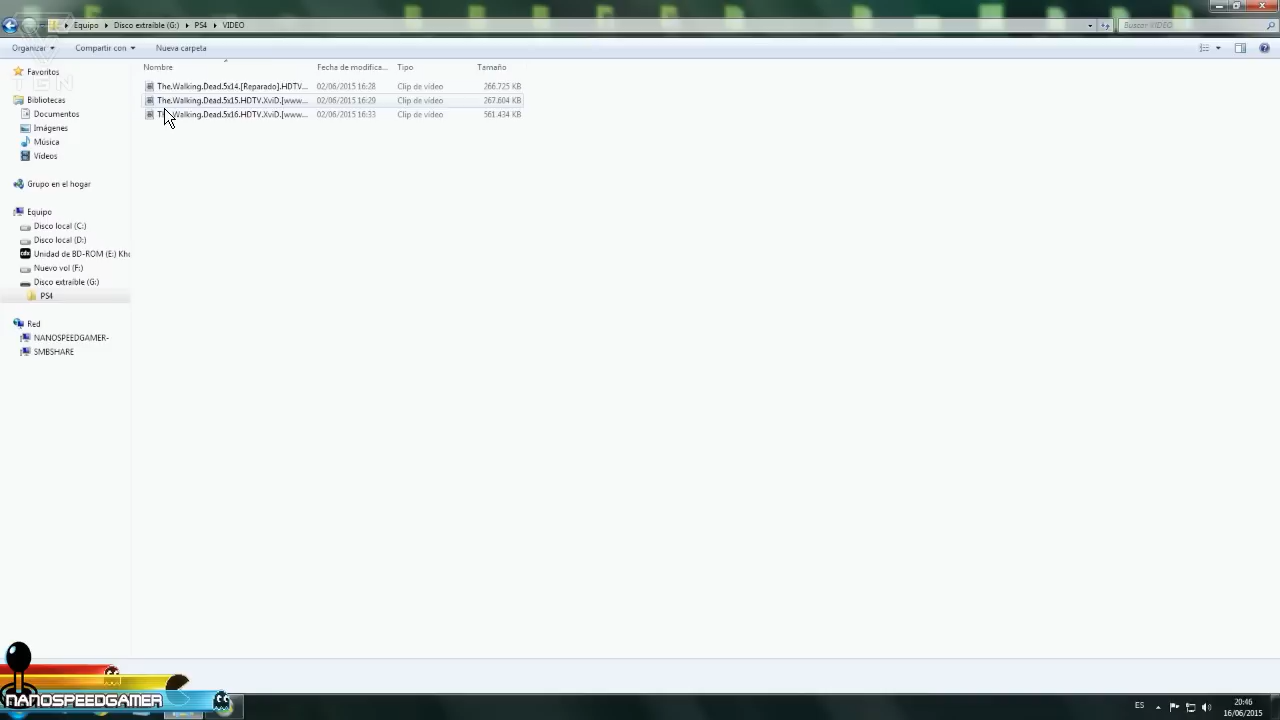 Equipo ▸ Disco extraíble (G:) ▸ PS4 ▸ VIDEO
Buscar VIDEO
Organizar Compartir con Nueva carpeta
TGN
Nombre Fecha de modifica... Tipo Tamaño
The.Walking.Dead.5x14.[Reparado].HDTV... 02/06/2015 16:28 Clip de vídeo 266.725 KB
The.Walking.Dead.5x15.HDTV.XviD.[www... 02/06/2015 16:29 Clip de vídeo 267.604 KB
The.Walking.Dead.5x16.HDTV.XviD.[www... 02/06/2015 16:33 Clip de vídeo 561.434 KB
Favoritos
Bibliotecas
Documentos
Imágenes
Música
Vídeos
Grupo en el hogar
Equipo
Disco local (C:)
Disco local (D:)
Unidad de BD-ROM (E:) Kh
Nuevo vol (F:)
Disco extraíble (G:)
PS4
Red
NANOSPEEDGAMER-
SMBSHARE
NANOSPEEDGAMER
ES
20:46
16/06/2015